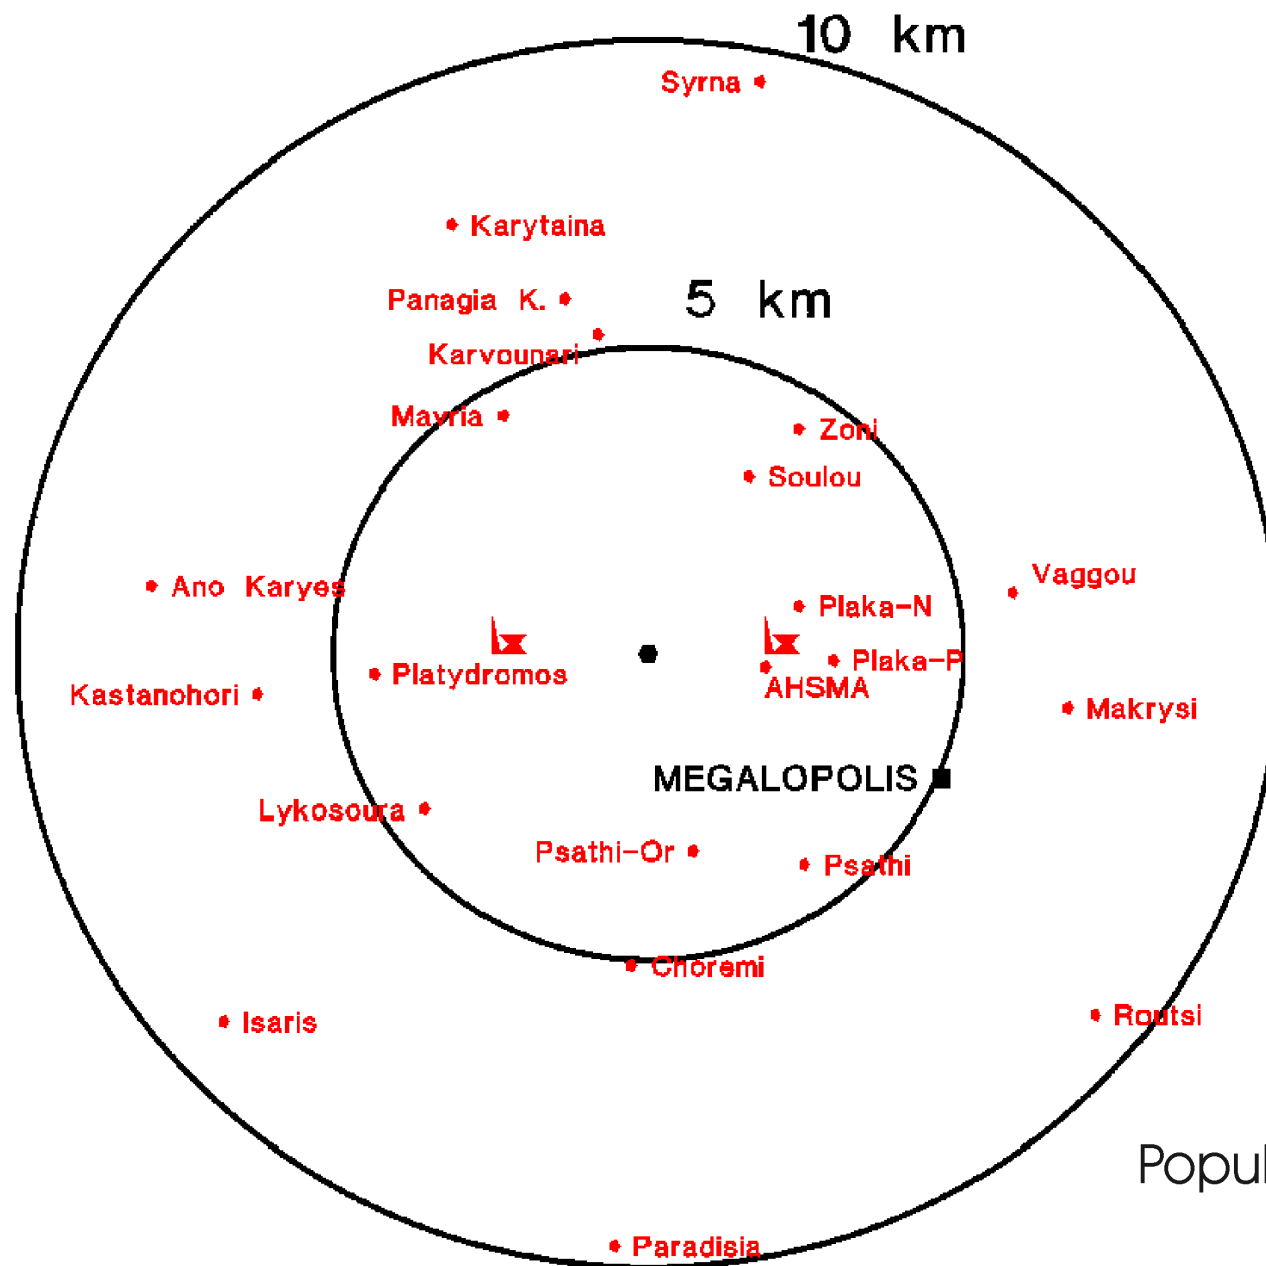 10 km
Syrna
Karytaina
Panagia K.
5 km
Karvounari
Mavria
Zoni
Soulou
Vaggou
Ano Karyes
Plaka-N
Plaka-P
Platydromos
AHSMA
Kastanohori
Makrysi
MEGALOPOLIS
Lykosoura
Psathi-Or
Psathi
Choremi
Routsi
Isaris
Popul
Paradisia